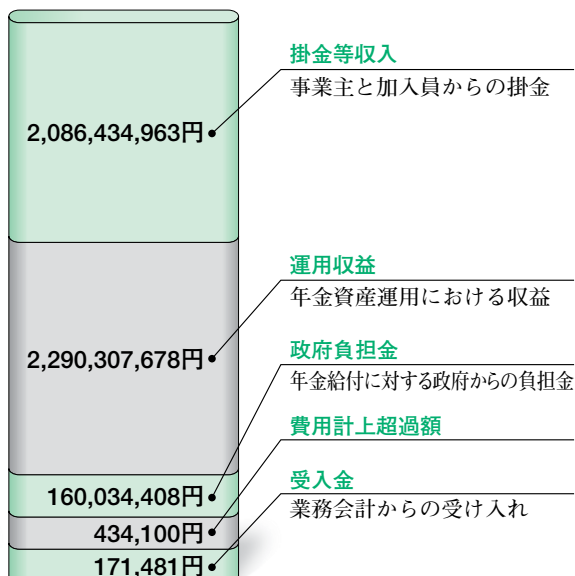 掛金等収入
事業主と加入員からの掛金
2,086,434,963円
運用収益
年金資産運用における収益
2,290,307,678円
政府負担金
年金給付に対する政府からの負担金
160,034,408円
費用計上超過額
434,100円
受入金
業務会計からの受け入れ
171,481円